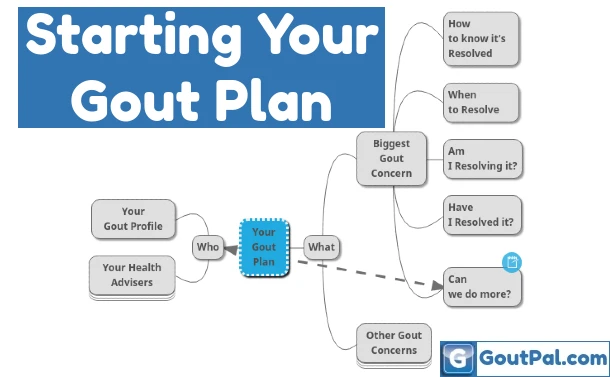 Starting Your
Gout Plan
How
to know it's
Resolved
When
to Resolve
Biggest
Gout
Concern
Am
I Resolving it?
Have
I Resolved it?
Your
Gout Profile
Who
Your
Gout
Plan
What
Your Health
Advisers
Can
we do more?
Other Gout
Concerns
G
GoutPal.com